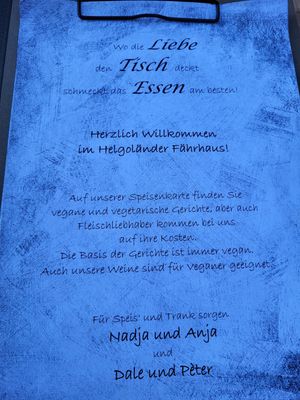 Wo die Liebe
den Tisch deckt
schmeckt das Essen am besten!
Herzlich Willkommen
im Helgoländer Fährhaus!
Auf unserer Speisenkarte finden Sie
vegane und vegetarische Gerichte, aber auch
Fleischliebhaber kommen bei uns
auf ihre Kosten.
Die Basis der Gerichte ist immer vegan.
Auch unsere Weine sind für Veganer geeignet.
Für Speis' und Trank sorgen
Nadja und Anja
und
Dale und Peter